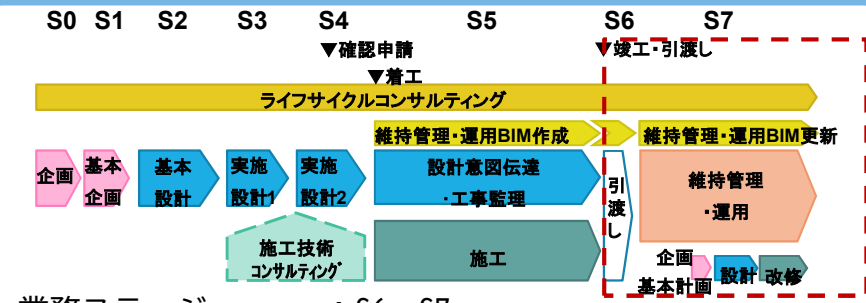 S0 S1 S2 S3 S4 S5 S6 S7
▼確認申請 ▼竣工・引渡し
▼着工
ライフサイクルコンサルティング
維持管理・運用BIM作成 維持管理・運用BIM更新
企画
基本
企画
基本
設計
実施
設計1
実施
設計2
設計意図伝達
・工事監理
引渡し
維持管理
・運用
施工技術
コンサルティング
施工
企画
基本計画
設計
改修